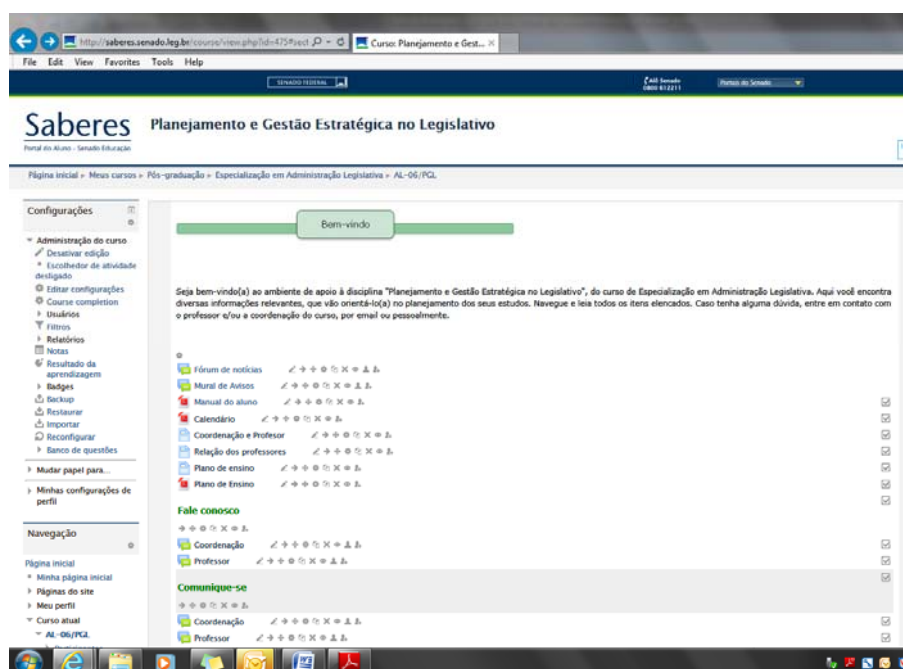 http://saberes.senado.leg.br/course/view.php?id=475#sect
Curso: Planejamento e Gest...
File Edit View Favorites Tools Help
SENADO FEDERAL
Alô Senado
0800 612211
Portais do Senado
Saberes
Portal do Aluno - Senado Educação
Planejamento e Gestão Estratégica no Legislativo
Página inicial Meus cursos Pós-graduação Especialização em Administração Legislativa AL-06/PGL
Configurações
Administração do curso
Desativar edição
Escolhedor de atividade
desligado
Editar configurações
Course completion
Usuários
Filtros
Relatórios
Notas
Resultado da
aprendizagem
Badges
Backup
Restaurar
Importar
Reconfigurar
Banco de questões
Mudar papel para...
Minhas configurações de
perfil
Navegação
Página inicial
Minha página inicial
Páginas do site
Meu perfil
Curso atual
AL-06/PGL
Bem-vindo
Seja bem-vindo(a) ao ambiente de apoio à disciplina "Planejamento e Gestão Estratégica no Legislativo", do curso de Especialização em Administração Legislativa. Aqui você encontra
diversas informações relevantes, que vão orientá-lo(a) no planejamento dos seus estudos. Navegue e leia todos os itens elencados. Caso tenha alguma dúvida, entre em contato com
o professor e/ou a coordenação do curso, por email ou pessoalmente.
Fórum de notícias
Mural de Avisos
Manual do aluno
Calendário
Coordenação e Profesor
Relação dos professores
Plano de ensino
Plano de Ensino
Fale conosco
Coordenação
Professor
Comunique-se
Coordenação
Professor